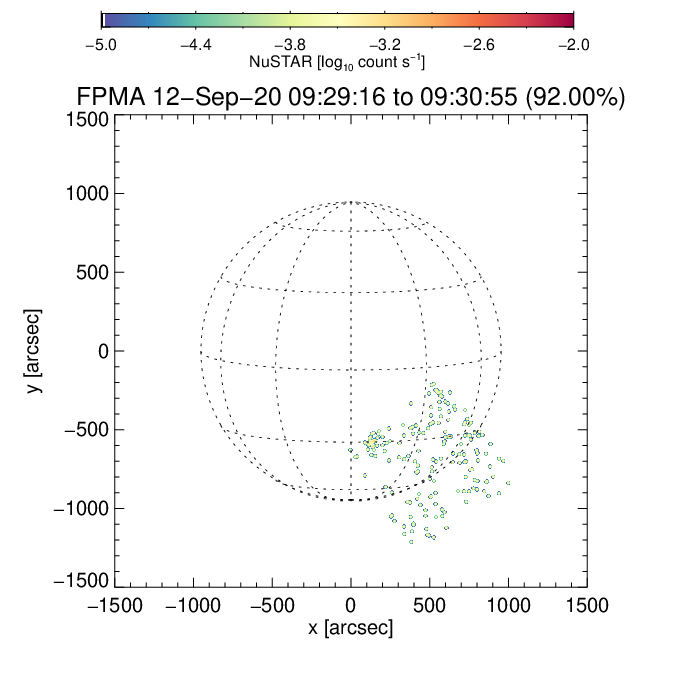 −5.0 −4.4 −3.8 −3.2 −2.6 −2.0
NuSTAR [log₁₀ count s⁻¹]
FPMA 12−Sep−20 09:29:16 to 09:30:55 (92.00%)
1500
1000
500
0
−500
−1000
−1500
y [arcsec]
−1500 −1000 −500 0 500 1000 1500
x [arcsec]